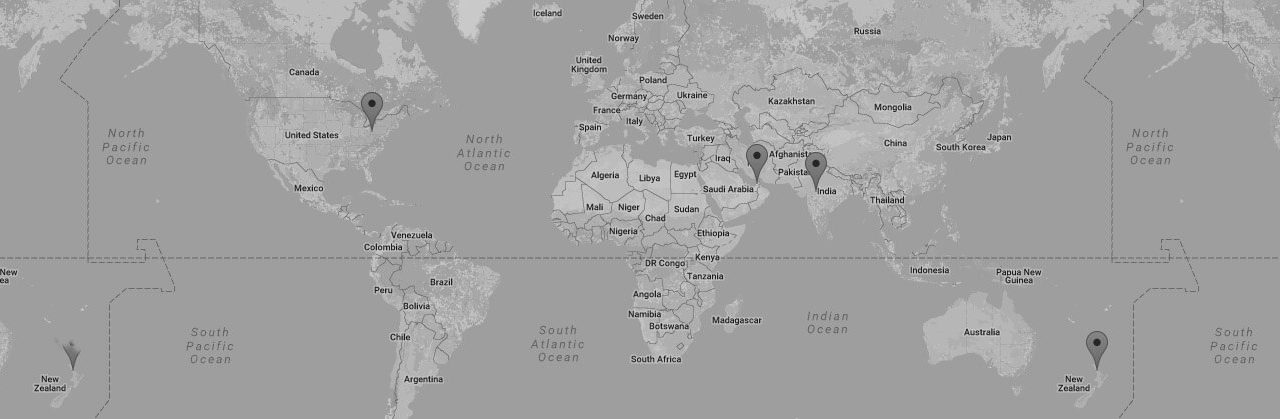 Iceland
Sweden
Russia
Norway
United
Kingdom
Canada
Poland
Germany
Ukraine
Kazakhstan
Mongolia
France
Italy
Spain
United States
Turkey
Japan
North
Pacific
Ocean
North
Atlantic
Ocean
China
South Korea
North
Pacific
Ocean
Iraq
Afghanista
Algeria
Libya
Egypt
Pakista
Mexico
Saudi Arabia
India
Thailand
Mali
Niger
Chad
Sudan
Venezuela
Nigeria
Ethiopia
Colombia
Kenya
DR Congo
New
ea
Brazil
Tanzania
Indonesia
Papua New
Guinea
Peru
Angola
Bolivia
Namibia
Botswana
Madagascar
Indian
Ocean
South
Pacific
Ocean
Chile
South
Atlantic
Ocean
Australia
South
Pacific
Ocean
South Africa
New
Zealand
Argentina
New
Zealand